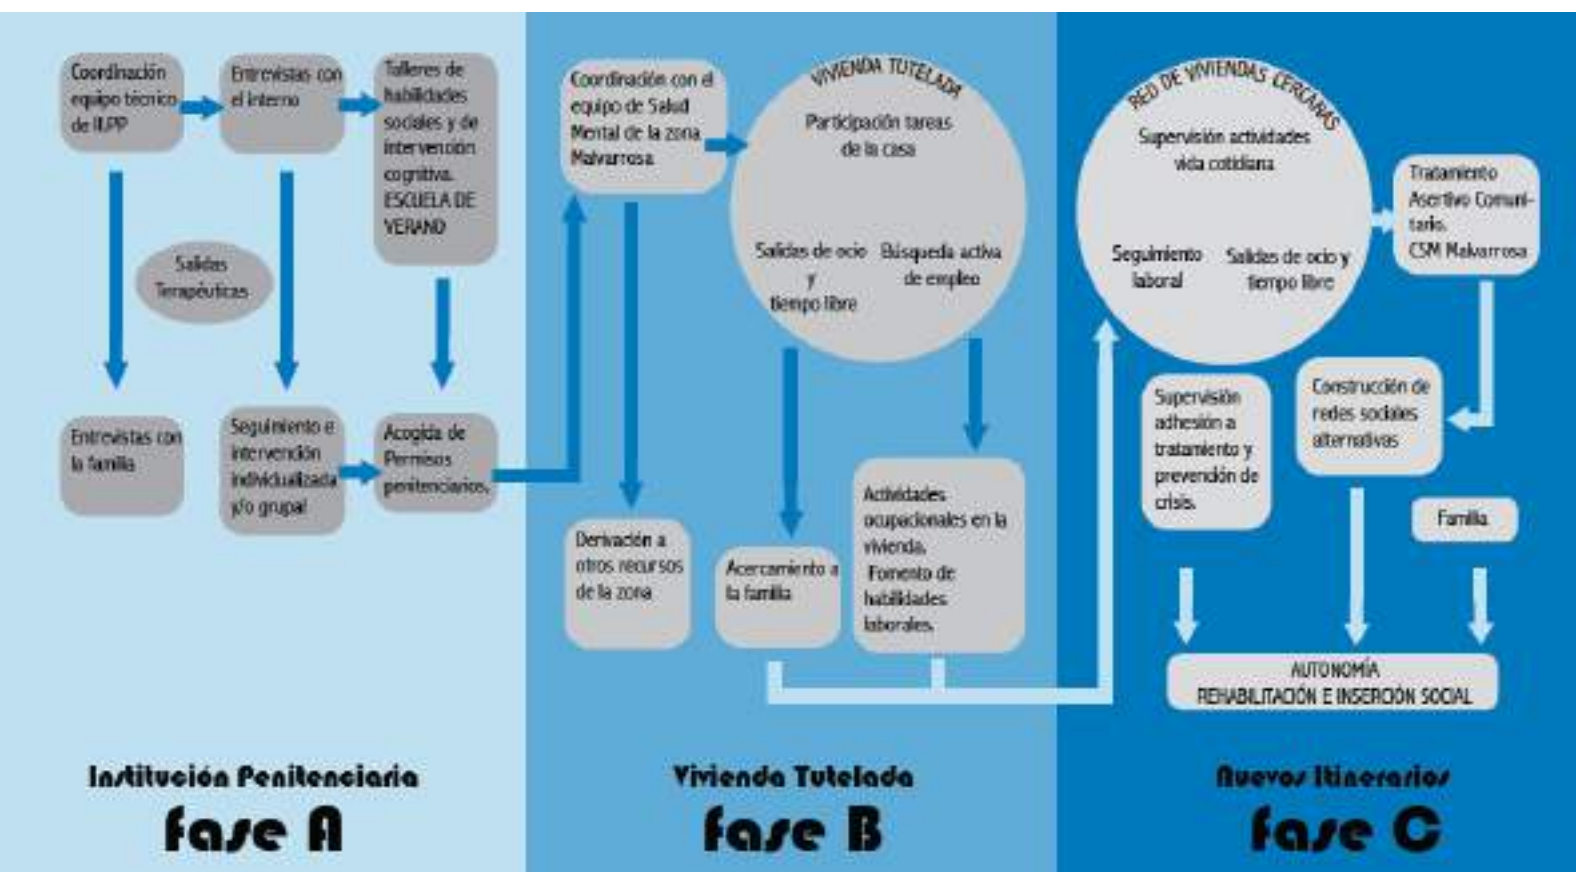 Coordinación
equipo técnico
de II.PP
Entrevistas con
el interno
Talleres de
habilidades
sociales y de
intervención
cognitiva.
ESCUELA DE
VERANO
Salidas
Terapéuticas
Entrevistas con
la familia
Seguimiento e
intervención
individualizada
y/o grupal
Acogida de
Permisos
penitenciarios.
Institución Penitenciaria
fase A
Coordinación con el
equipo de Salud
Mental de la zona
Malvarrosa
VIVIENDA TUTELADA
Participación tareas
de la casa
Salidas de ocio
y
tiempo libre
Búsqueda activa
de empleo
Derivación a
otros recursos
de la zona
Acercamiento a
la familia
Actividades
ocupacionales en la
vivienda.
Fomento de
habilidades
laborales.
Vivienda Tutelada
fase B
RED DE VIVIENDAS CERCANAS
Supervisión actividades
vida cotidiana
Seguimiento
laboral
Salidas de ocio y
tiempo libre
Tratamiento
Asertivo Comuni-
tario.
CSM Malvarrosa
Supervisión
adhesión a
tratamiento y
prevención de
crisis.
Construcción de
redes sociales
alternativas
Familia
AUTONOMÍA
REHABILITACIÓN E INSERCIÓN SOCIAL
Nuevos Itinerarios
fase C